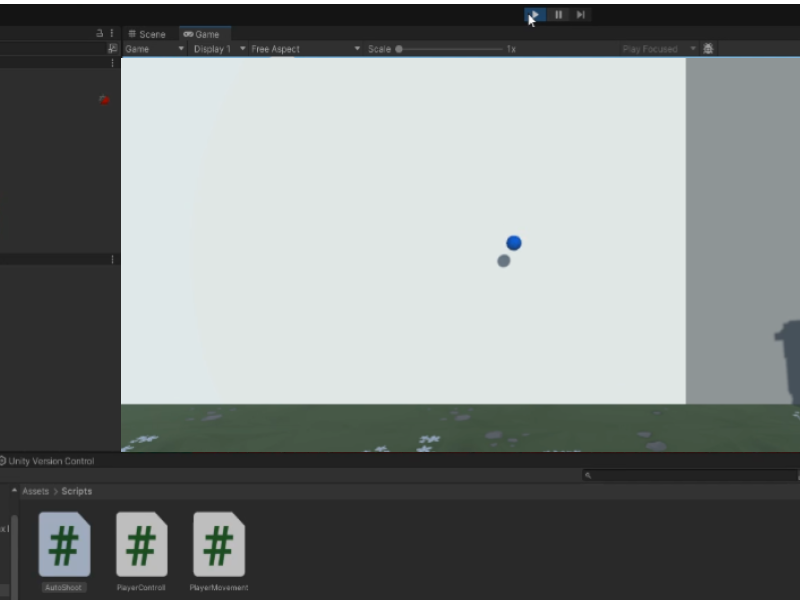 Scene Game
Game Display 1 Free Aspect Scale 1x Play Focused
Unity Version Control
Assets > Scripts
AutoShoot PlayerControll PlayerMovement